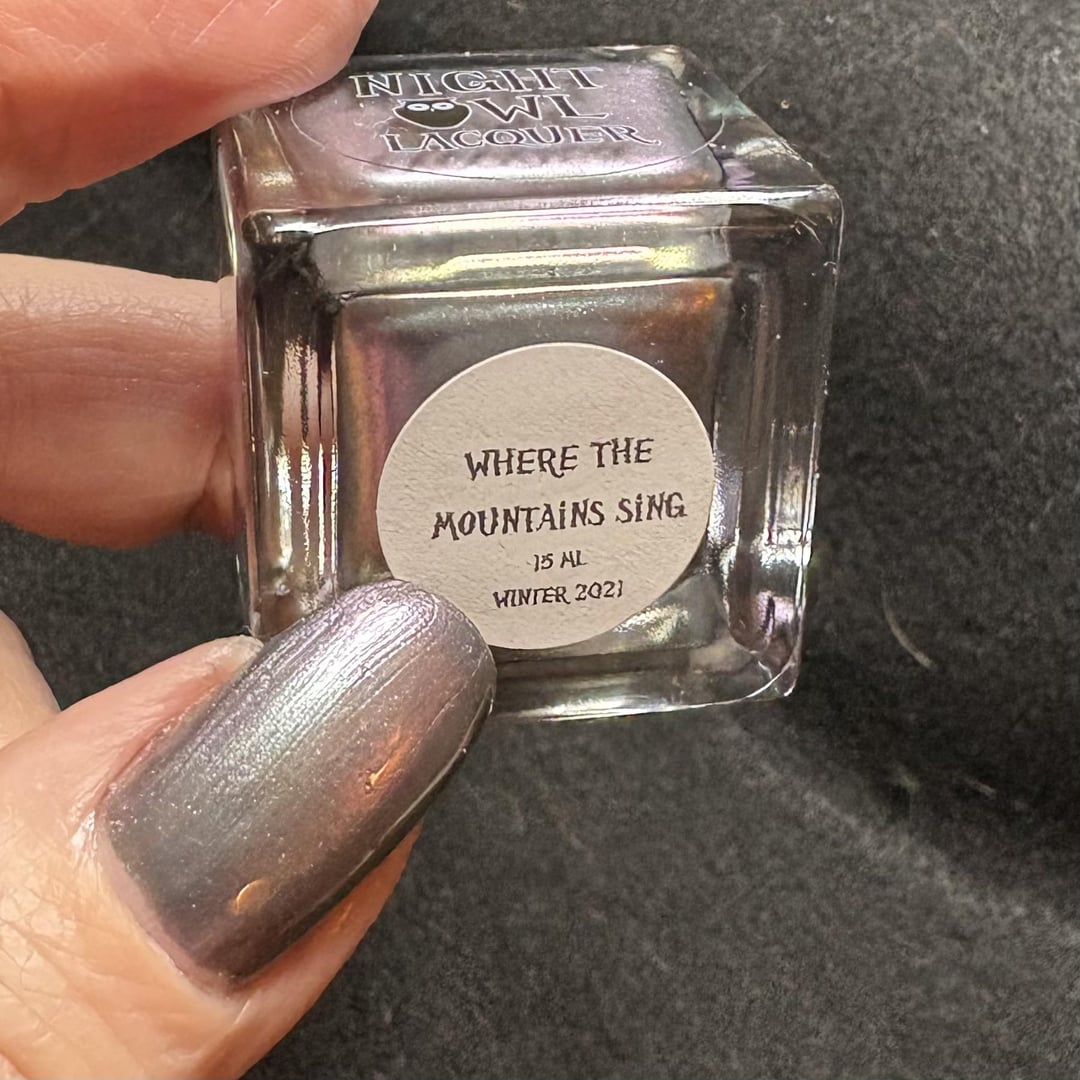 NIGHT
OWL
LACQUER
WHERE THE
MOUNTAINS SING
15 ML
WINTER 2021